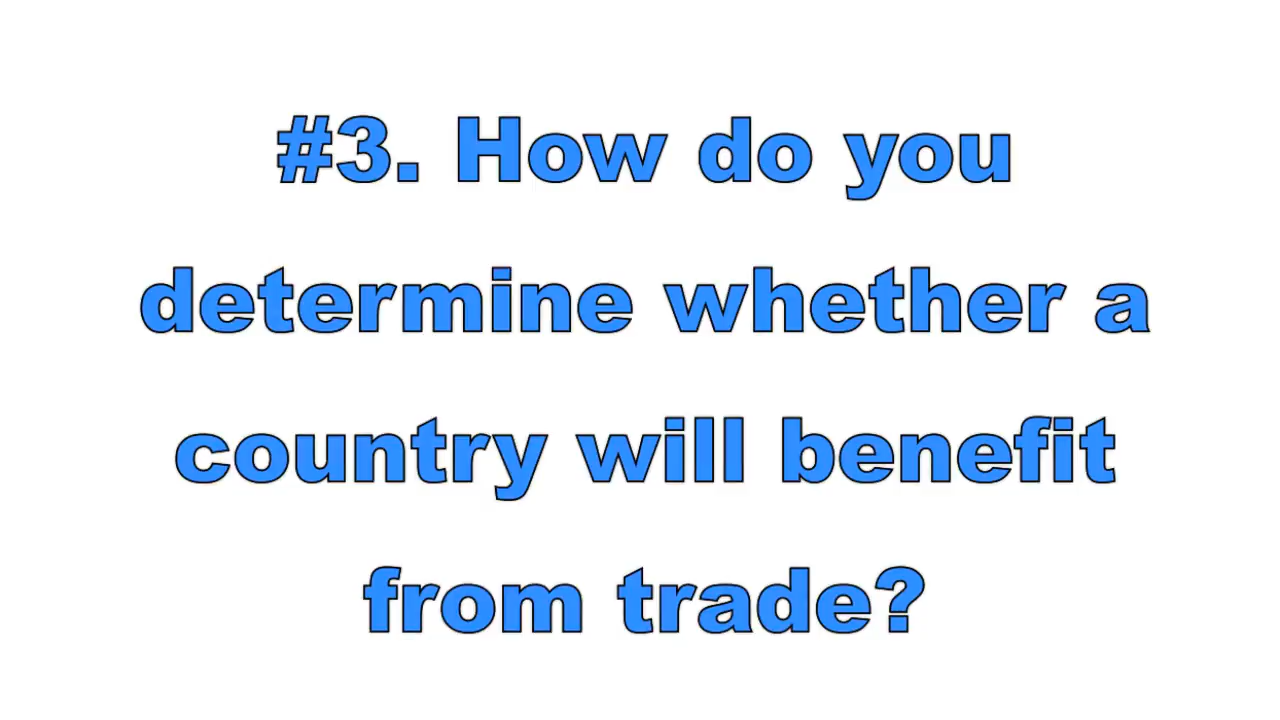 #3. How do you
determine whether a
country will benefit
from trade?